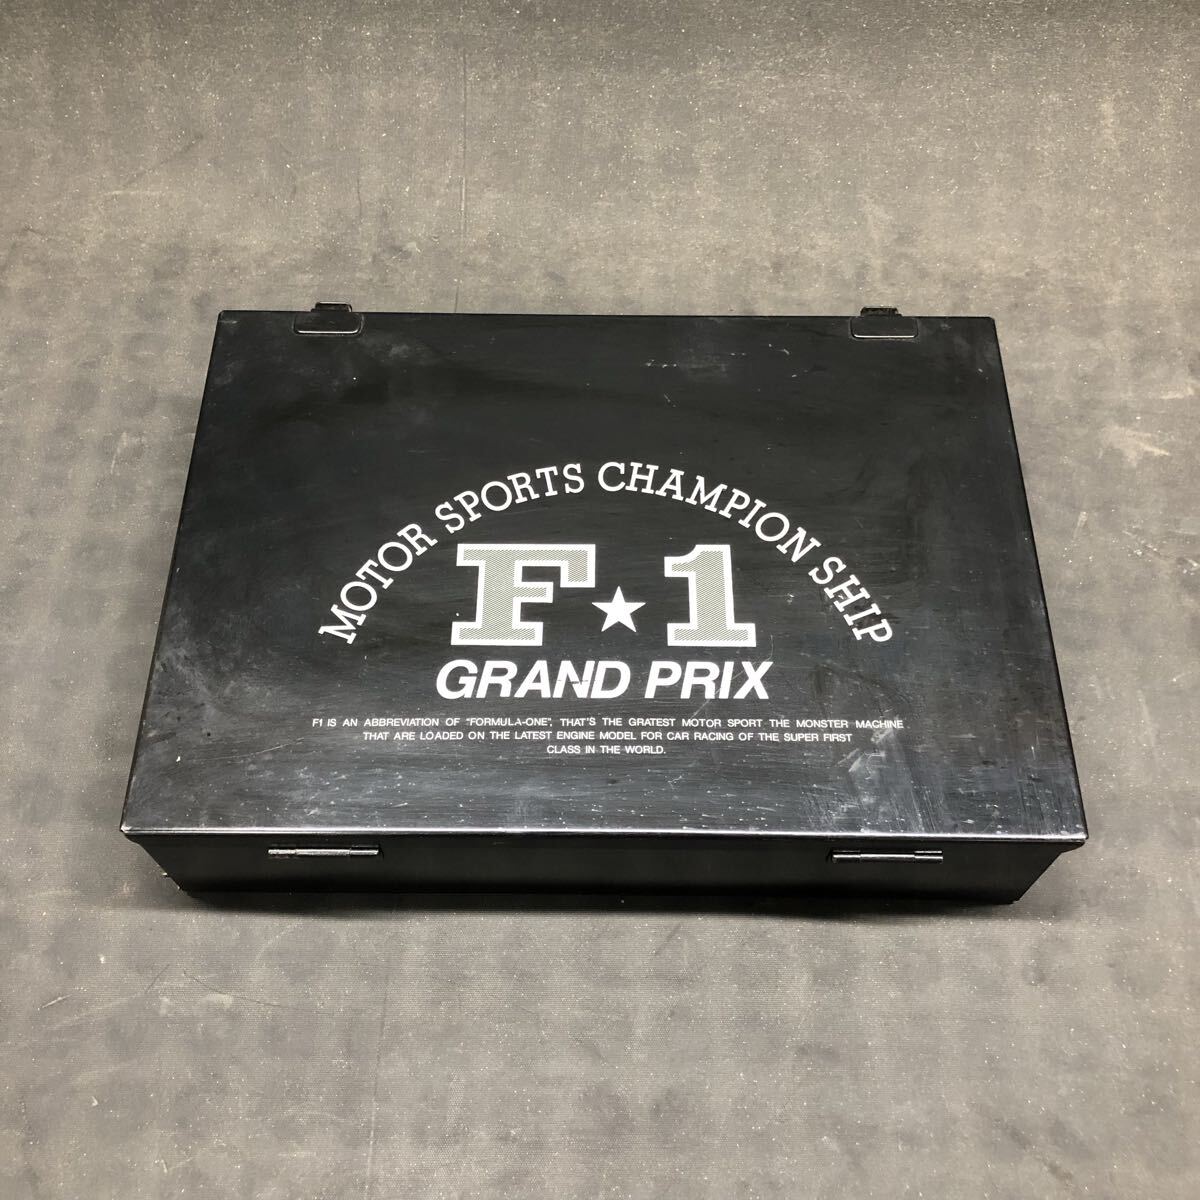 MOTOR SPORTS CHAMPION SHIP
F★1
GRAND PRIX
F1 IS AN ABBREVIATION OF "FORMULA-ONE", THAT'S THE GRATEST MOTOR SPORT THE MONSTER MACHINE
THAT ARE LOADED ON THE LATEST ENGINE MODEL FOR CAR RACING OF THE SUPER FIRST
CLASS IN THE WORLD.